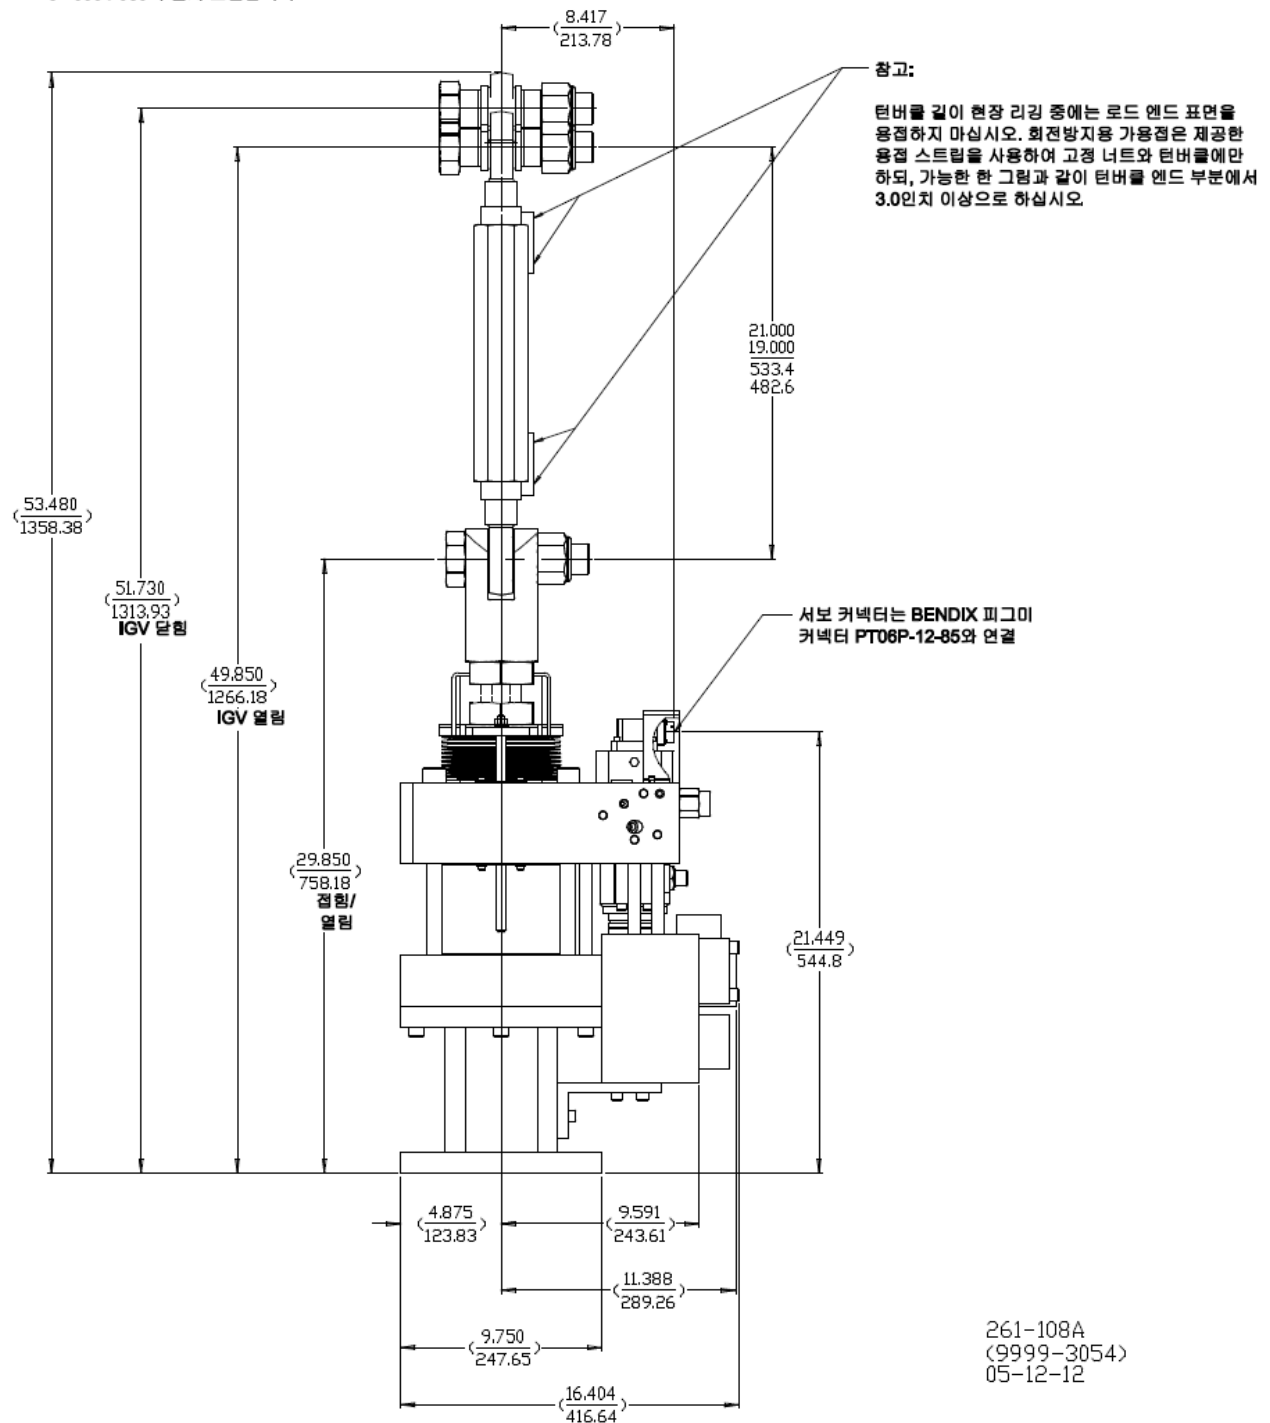 8.417
213.78
참고:
턴버클 길이 현장 리깅 중에는 로드 엔드 표면을
용접하지 마십시오. 회전방지용 가용접은 제공한
용접 스트립을 사용하여 고정 너트와 턴버클에만
하되, 가능한 한 그림과 같이 턴버클 엔드 부분에서
3.0인치 이상으로 하십시오.
21.000
19.000
533.4
482.6
53.480
1358.38
51.730
1313.93
IGV 닫힘
서보 커넥터는 BENDIX 피그미
커넥터 PT06P-12-85와 연결
49.850
1266.18
IGV 열림
29.850
758.18
접힘/
열림
21.449
544.8
4.875
123.83
9.591
243.61
11.388
289.26
9.750
247.65
16.404
416.64
261-108A
(9999-3054)
05-12-12